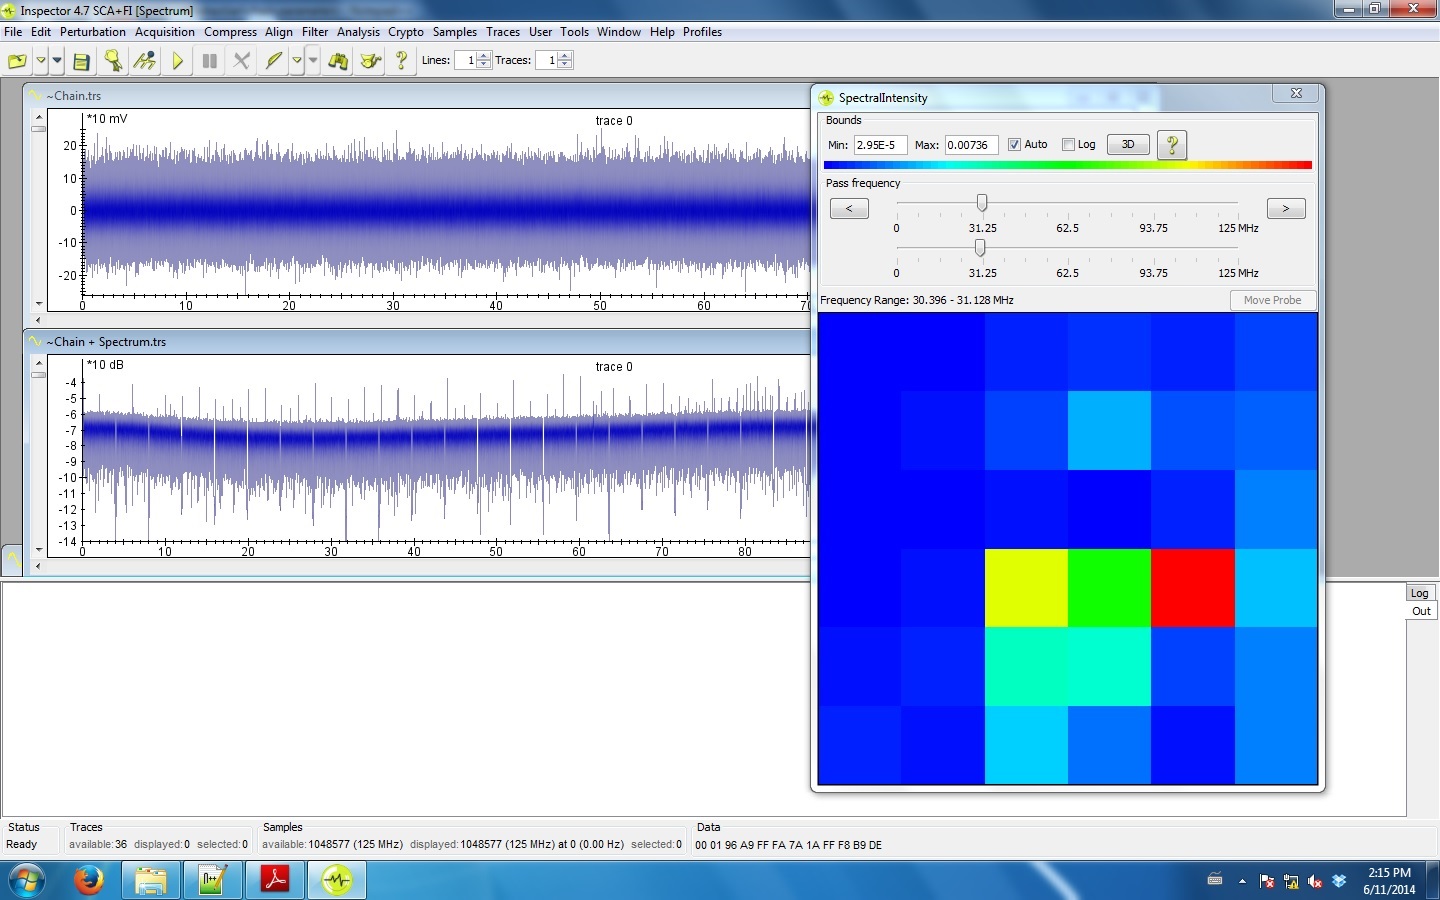 Inspector 4.7 SCA+FI [Spectrum]
File Edit Perturbation Acquisition Compress Align Filter Analysis Crypto Samples Traces User Tools Window Help Profiles
Lines: 1 Traces: 1
~Chain.trs
*10 mV
trace 0
20
10
0
-10
-20
0 10 20 30 40 50 60 70
~Chain + Spectrum.trs
*10 dB
trace 0
-4
-5
-6
-7
-8
-9
-10
-11
-12
-13
-14
0 10 20 30 40 50 60 70 80
SpectralIntensity
Bounds
Min: 2.95E-5 Max: 0.00736 Auto Log 3D ?
Pass frequency
< >
0 31.25 62.5 93.75 125 MHz
0 31.25 62.5 93.75 125 MHz
Frequency Range: 30.396 - 31.128 MHz Move Probe
Log
Out
Status Traces Samples Data
Ready available: 36 displayed: 0 selected: 0 available: 1048577 (125 MHz) displayed: 1048577 (125 MHz) at 0 (0.00 Hz) selected: 0 00 01 96 A9 FF FA 7A 1A FF F8 B9 DE
2:15 PM
6/11/2014